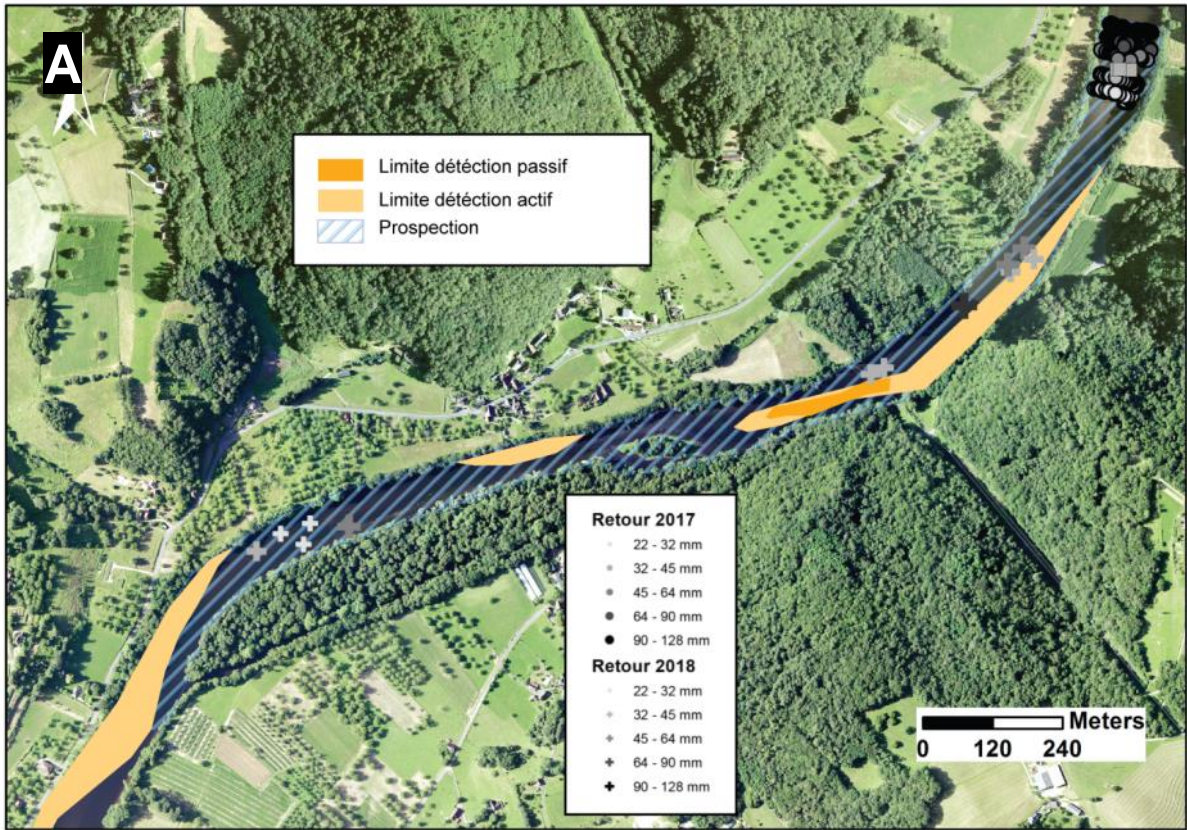 A
Limite détéction passif
Limite détéction actif
Prospection
Retour 2017
22 - 32 mm
32 - 45 mm
45 - 64 mm
64 - 90 mm
90 - 128 mm
Retour 2018
22 - 32 mm
32 - 45 mm
45 - 64 mm
64 - 90 mm
90 - 128 mm
Meters
0 120 240